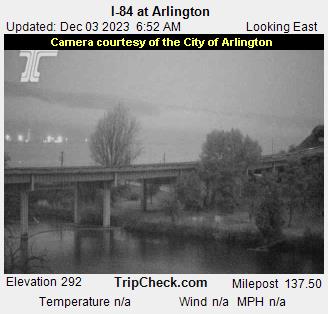 I-84 at Arlington
Updated: Dec 03 2023 6:52 AM Looking East
Camera courtesy of the City of Arlington
Elevation 292 TripCheck.com Milepost 137.50
Temperature n/a Wind n/a MPH n/a